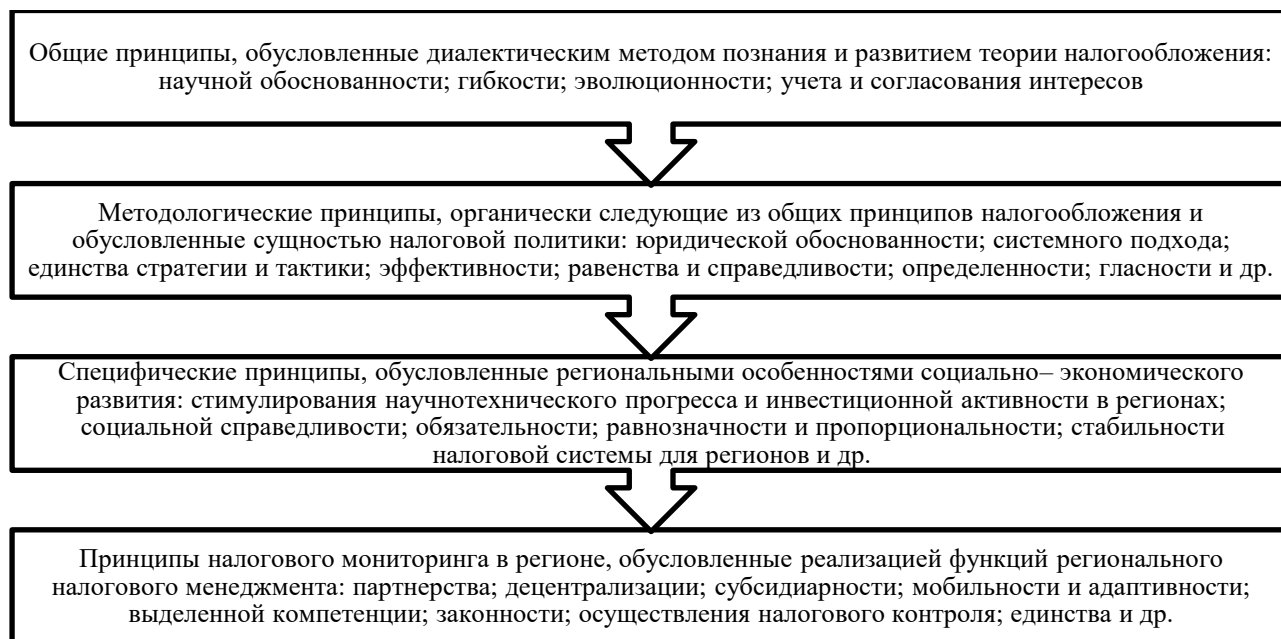 Общие принципы, обусловленные диалектическим методом познания и развитием теории налогообложения:
научной обоснованности; гибкости; эволюционности; учета и согласования интересов
Методологические принципы, органически следующие из общих принципов налогообложения и
обусловленные сущностью налоговой политики: юридической обоснованности; системного подхода;
единства стратегии и тактики; эффективности; равенства и справедливости; определенности; гласности и др.
Специфические принципы, обусловленные региональными особенностями социально– экономического
развития: стимулирования научнотехнического прогресса и инвестиционной активности в регионах;
социальной справедливости; обязательности; равнозначности и пропорциональности; стабильности
налоговой системы для регионов и др.
Принципы налогового мониторинга в регионе, обусловленные реализацией функций регионального
налогового менеджмента: партнерства; децентрализации; субсидиарности; мобильности и адаптивности;
выделенной компетенции; законности; осуществления налогового контроля; единства и др.